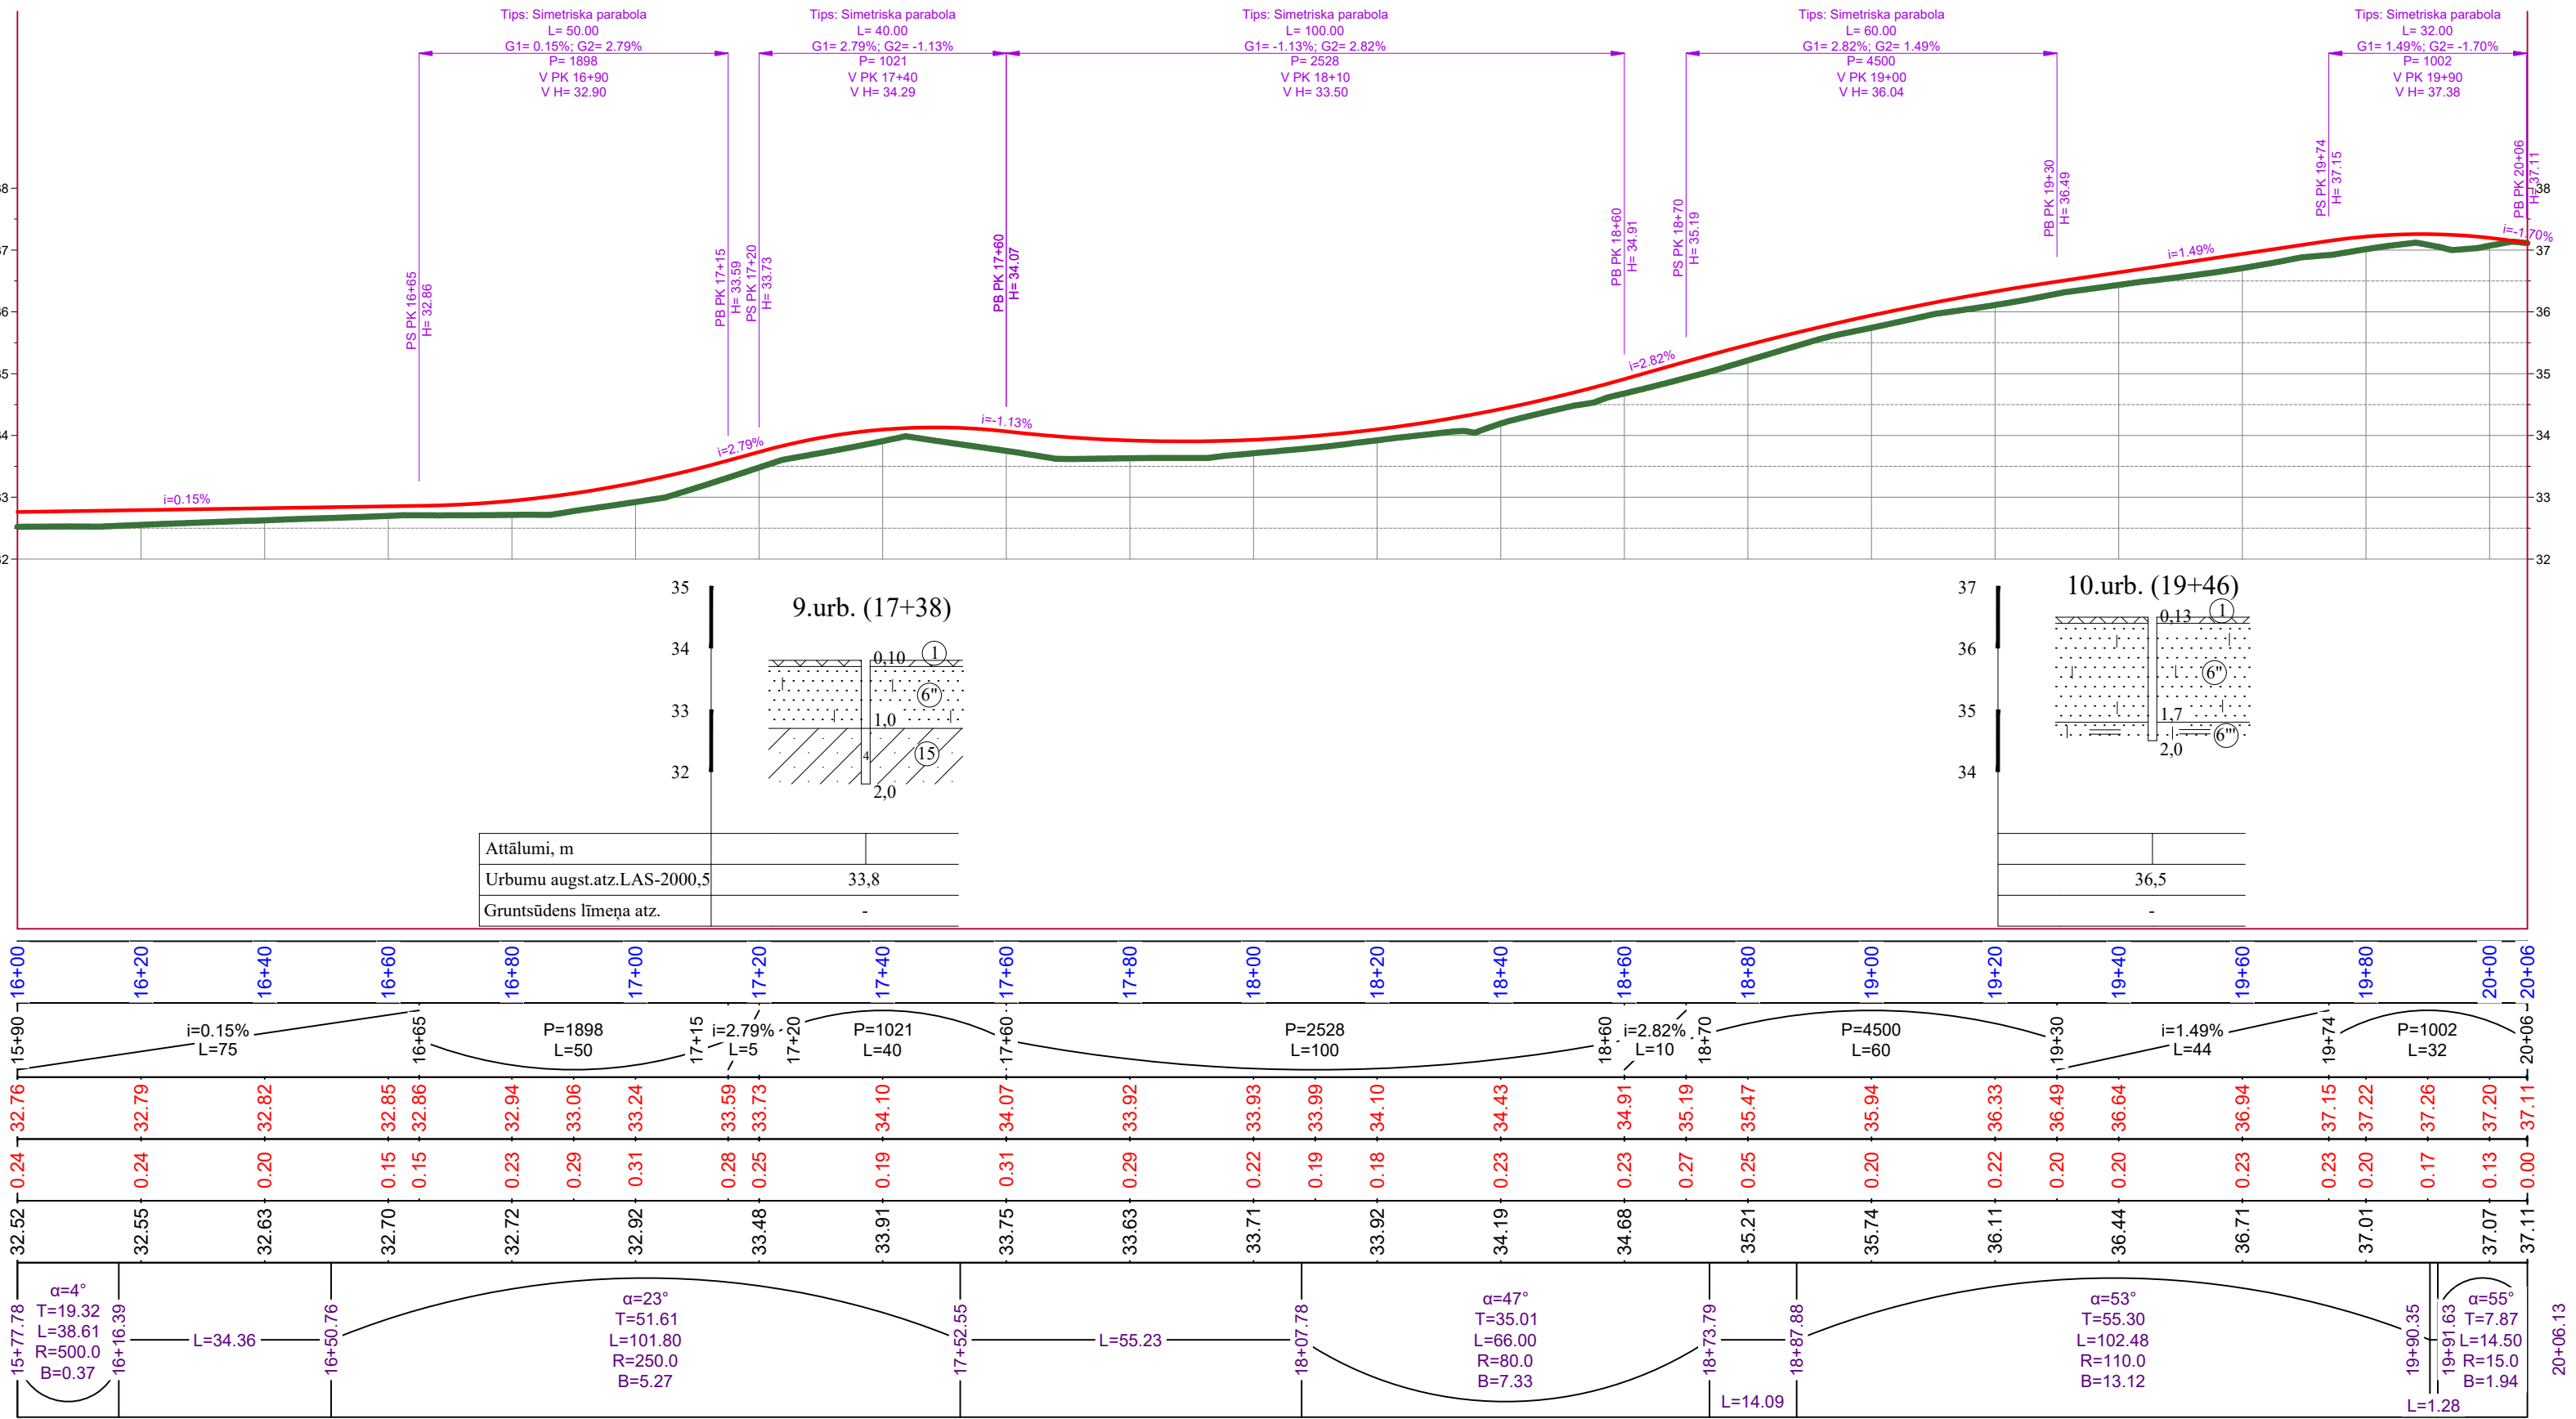 Tips: Simetriska parabola
L= 50.00
G1= 0.15%; G2= 2.79%
P= 1898
V PK 16+90
V H= 32.90
Tips: Simetriska parabola
L= 40.00
G1= 2.79%; G2= -1.13%
P= 1021
V PK 17+40
V H= 34.29
Tips: Simetriska parabola
L= 100.00
G1= -1.13%; G2= 2.82%
P= 2528
V PK 18+10
V H= 33.50
Tips: Simetriska parabola
L= 60.00
G1= 2.82%; G2= 1.49%
P= 4500
V PK 19+00
V H= 36.04
Tips: Simetriska parabola
L= 32.00
G1= 1.49%; G2= -1.70%
P= 1002
V PK 19+90
V H= 37.38
PS PK 16+65
H= 32.86
PB PK 17+15
H= 33.59
PS PK 17+20
H= 33.73
PB PK 17+60
H= 34.07
PB PK 18+60
H= 34.91
PS PK 18+70
H= 35.19
PB PK 19+30
H= 36.49
PS PK 19+74
H= 37.15
PB PK 20+06
H= 37.11
38
37
36
35
34
33
32
i=0.15%
i=2.79%
i=-1.13%
i=2.82%
i=1.49%
i=-1.70%
35
34
33
32
9.urb. (17+38)
0,10
1
6"
1,0
15
4
2,0
37
36
35
34
10.urb. (19+46)
0,13
1
6"
1,7
6'"
2,0
Attālumi, m
Urbumu augst.atz.LAS-2000,5 33,8 36,5
Gruntsūdens līmeņa atz. - -
16+00 16+20 16+40 16+60 16+80 17+00 17+20 17+40 17+60 17+80 18+00 18+20 18+40 18+60 18+80 19+00 19+20 19+40 19+60 19+80 20+00 20+06
15+90
i=0.15%
L=75
16+65
P=1898
L=50
17+15
i=2.79%
L=5
17+20
P=1021
L=40
17+60
P=2528
L=100
18+60
i=2.82%
L=10
18+70
P=4500
L=60
19+30
i=1.49%
L=44
19+74
P=1002
L=32
20+06
32.76 32.79 32.82 32.85 32.86 32.94 33.06 33.24 33.59 33.73 34.10 34.07 33.92 33.93 33.99 34.10 34.43 34.91 35.19 35.47 35.94 36.33 36.49 36.64 36.94 37.15 37.22 37.26 37.20 37.11
0.24 0.24 0.20 0.15 0.15 0.23 0.29 0.31 0.28 0.25 0.19 0.31 0.29 0.22 0.19 0.18 0.23 0.23 0.27 0.25 0.20 0.22 0.20 0.20 0.23 0.23 0.20 0.17 0.13 0.00
32.52 32.55 32.63 32.70 32.72 32.92 33.48 33.91 33.75 33.63 33.71 33.92 34.19 34.68 35.21 35.74 36.11 36.44 36.71 37.01 37.07 37.11
15+77.78
α=4°
T=19.32
L=38.61
R=500.0
B=0.37
16+16.39
L=34.36
16+50.76
α=23°
T=51.61
L=101.80
R=250.0
B=5.27
17+52.55
L=55.23
18+07.78
α=47°
T=35.01
L=66.00
R=80.0
B=7.33
18+73.79
L=14.09
18+87.88
α=53°
T=55.30
L=102.48
R=110.0
B=13.12
19+90.35
L=1.28
19+91.63
α=55°
T=7.87
L=14.50
R=15.0
B=1.94
20+06.13